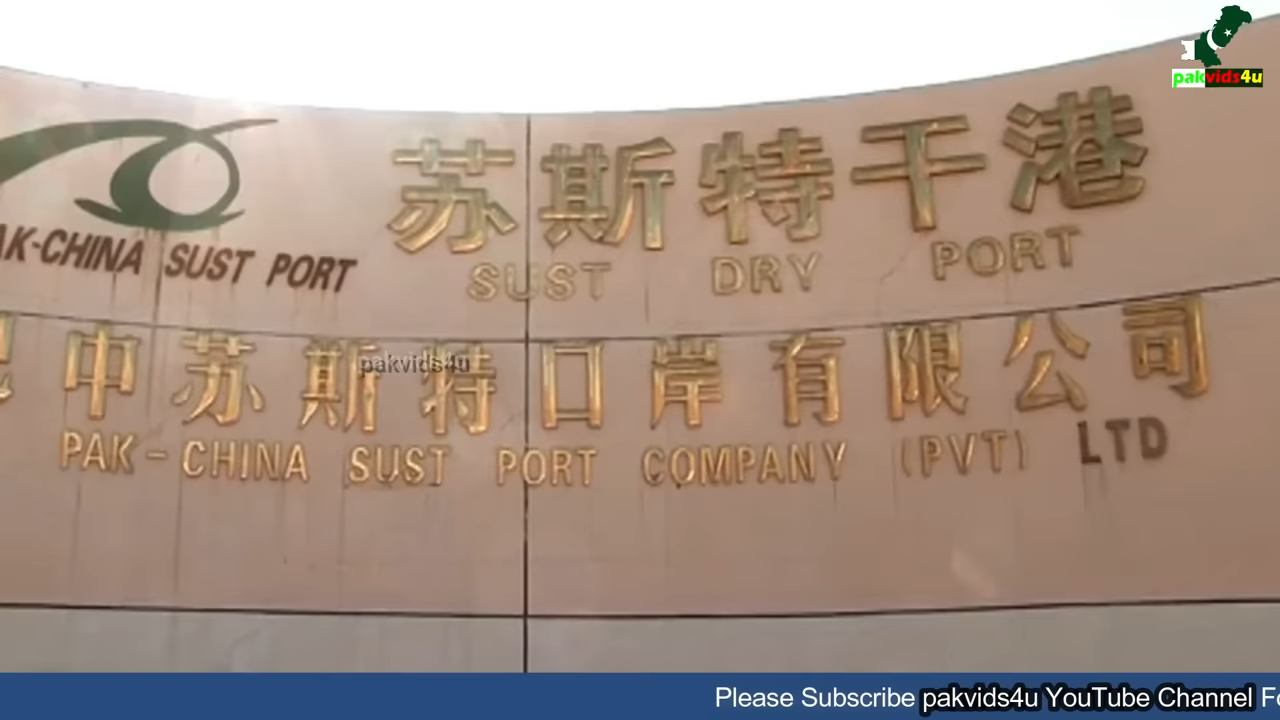 pakvids4u
苏斯特干港
AK-CHINA SUST PORT
SUST DRY PORT
中苏斯特口岸有限公司
pakvids4u
PAK-CHINA SUST PORT COMPANY (PVT) LTD
Please Subscribe pakvids4u YouTube Channel Fo